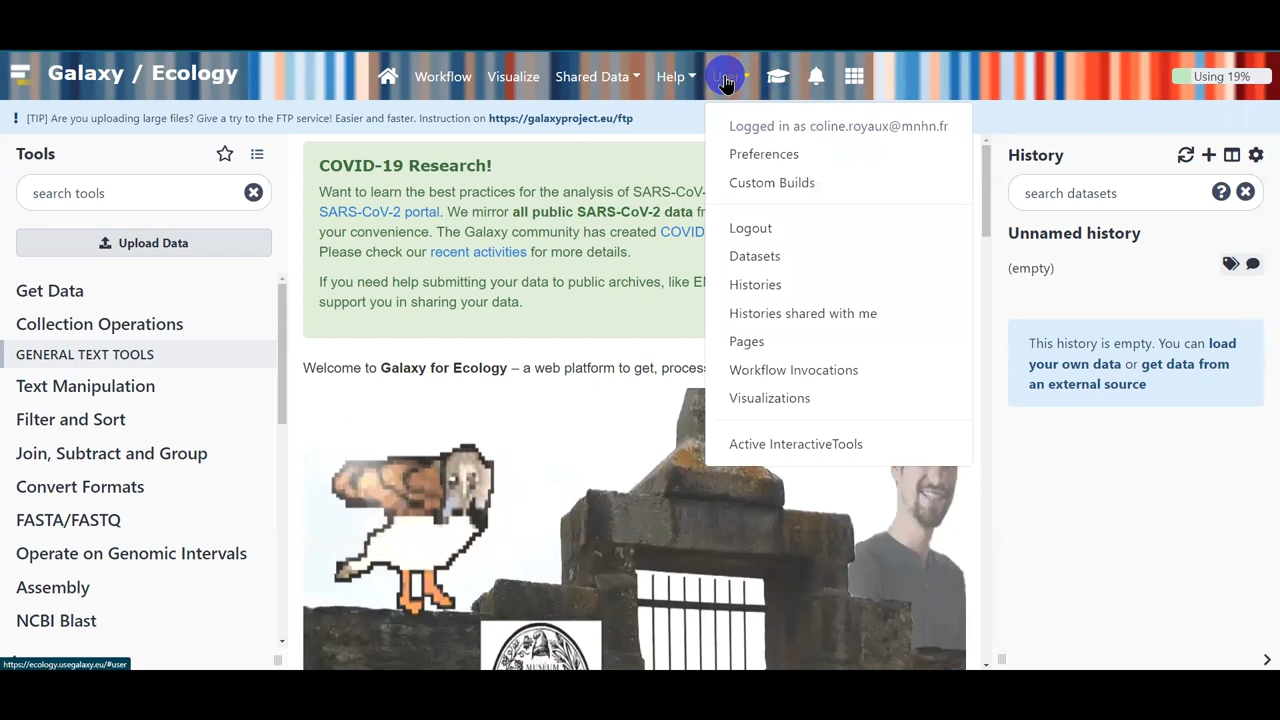 Galaxy / Ecology
Workflow
Visualize
Shared Data
Help
Using 19%
[TIP] Are you uploading large files? Give a try to the FTP service! Easier and faster. Instruction on https://galaxyproject.eu/ftp
Tools
search tools
Upload Data
Get Data
Collection Operations
GENERAL TEXT TOOLS
Text Manipulation
Filter and Sort
Join, Subtract and Group
Convert Formats
FASTA/FASTQ
Operate on Genomic Intervals
Assembly
NCBI Blast
https://ecology.usegalaxy.eu/#user
COVID-19 Research!
Want to learn the best practices for the analysis of SARS-CoV-
SARS-CoV-2 portal. We mirror all public SARS-CoV-2 data fr
your convenience. The Galaxy community has created COVID
Please check our recent activities for more details.
If you need help submitting your data to public archives, like EN
support you in sharing your data.
Welcome to Galaxy for Ecology – a web platform to get, process
MUSÉUM
Logged in as coline.royaux@mnhn.fr
Preferences
Custom Builds
Logout
Datasets
Histories
Histories shared with me
Pages
Workflow Invocations
Visualizations
Active InteractiveTools
History
search datasets
Unnamed history
(empty)
This history is empty. You can load
your own data or get data from
an external source